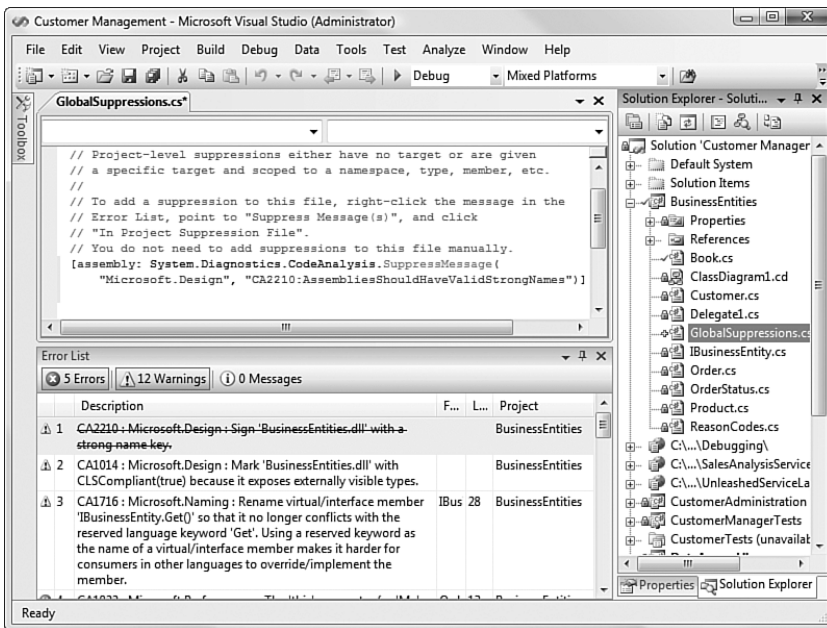 Customer Management - Microsoft Visual Studio (Administrator)
File Edit View Project Build Debug Data Tools Test Analyze Window Help
Debug Mixed Platforms
Toolbox
GlobalSuppressions.cs*
// Project-level suppressions either have no target or are given
// a specific target and scoped to a namespace, type, member, etc.
//
// To add a suppression to this file, right-click the message in the
// Error List, point to "Suppress Message(s)", and click
// "In Project Suppression File".
// You do not need to add suppressions to this file manually.
[assembly: System.Diagnostics.CodeAnalysis.SuppressMessage(
"Microsoft.Design", "CA2210:AssembliesShouldHaveValidStrongNames")]
Error List
5 Errors 12 Warnings 0 Messages
Description F... L... Project
1 CA2210 : Microsoft.Design : Sign 'BusinessEntities.dll' with a BusinessEntities
strong name key.
2 CA1014 : Microsoft.Design : Mark 'BusinessEntities.dll' with BusinessEntities
CLSCompliant(true) because it exposes externally visible types.
3 CA1716 : Microsoft.Naming : Rename virtual/interface member IBus 28 BusinessEntities
'IBusinessEntity.Get()' so that it no longer conflicts with the
reserved language keyword 'Get'. Using a reserved keyword as
the name of a virtual/interface member makes it harder for
consumers in other languages to override/implement the
member.
Solution Explorer - Soluti...
Solution 'Customer Manager
Default System
Solution Items
BusinessEntities
Properties
References
Book.cs
ClassDiagram1.cd
Customer.cs
Delegate1.cs
GlobalSuppressions.cs
IBusinessEntity.cs
Order.cs
OrderStatus.cs
Product.cs
ReasonCodes.cs
C:\...\Debugging\
C:\...\SalesAnalysisService
C:\...\UnleashedServiceLa
CustomerAdministration
CustomerManagerTests
CustomerTests (unavailab
Properties Solution Explorer
Ready